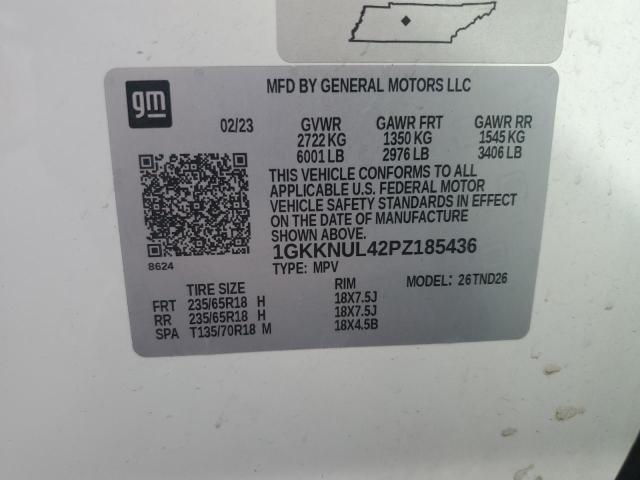 gm
MFD BY GENERAL MOTORS LLC
02/23 GVWR GAWR FRT GAWR RR
2722 KG 1350 KG 1545 KG
6001 LB 2976 LB 3406 LB
THIS VEHICLE CONFORMS TO ALL
APPLICABLE U.S. FEDERAL MOTOR
VEHICLE SAFETY STANDARDS IN EFFECT
ON THE DATE OF MANUFACTURE
SHOWN ABOVE.
8624
1GKKNUL42PZ185436
TYPE: MPV MODEL: 26TND26
TIRE SIZE RIM
FRT 235/65R18 H 18X7.5J
RR 235/65R18 H 18X7.5J
SPA T135/70R18 M 18X4.5B